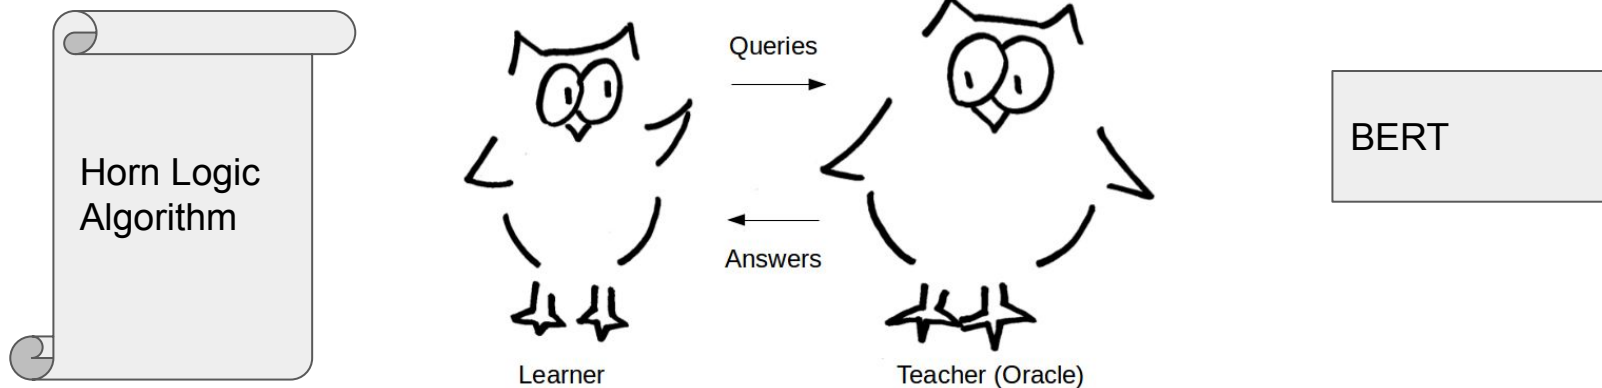 Horn Logic
Algorithm
Queries
Answers
Learner
Teacher (Oracle)
BERT